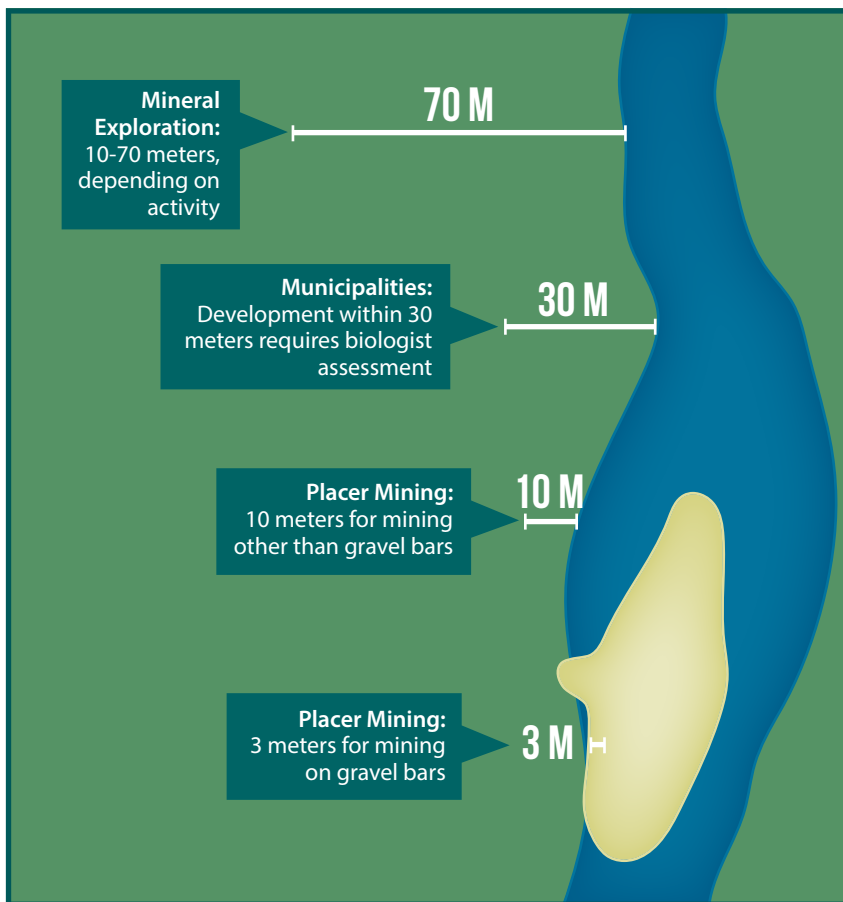 Mineral
Exploration:
10-70 meters,
depending on
activity
70 M
Municipalities:
Development within 30
meters requires biologist
assessment
30 M
Placer Mining:
10 meters for mining
other than gravel bars
10 M
Placer Mining:
3 meters for mining
on gravel bars
3 M